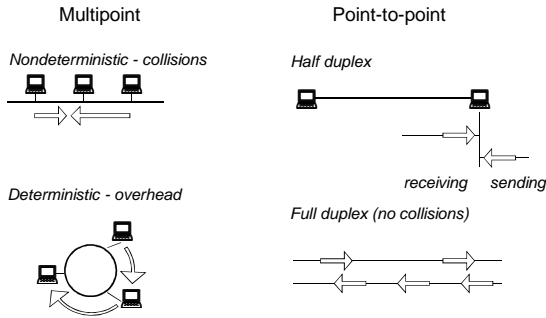 Multipoint
Nondeterministic - collisions
Deterministic - overhead
Point-to-point
Half duplex
receiving sending
Full duplex (no collisions)